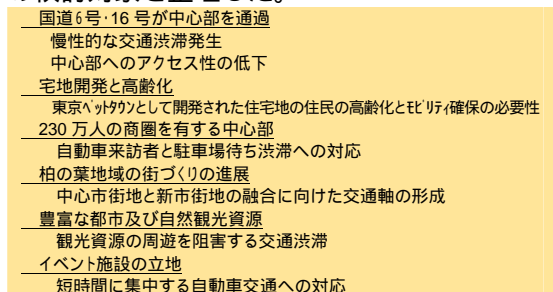 国道6号・16号が中心部を通過
慢性的な交通渋滞発生
中心部へのアクセス性の低下
宅地開発と高齢化
東京ベットタウンとして開発された住宅地の住民の高齢化とモビリティ確保の必要性
230万人の商圏を有する中心部
自動車来訪者と駐車場待ち渋滞への対応
柏の葉地域の街づくりの進展
中心市街地と新市街地の融合に向けた交通軸の形成
豊富な都市及び自然観光資源
観光資源の周遊を阻害する交通渋滞
イベント施設の立地
短時間に集中する自動車交通への対応